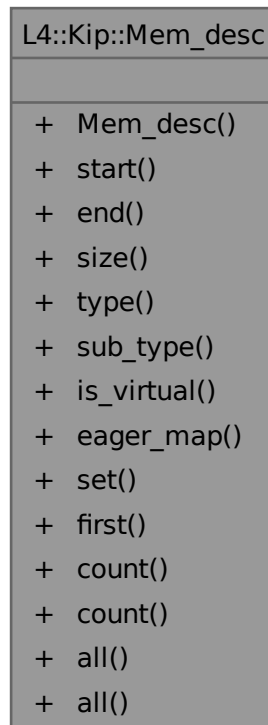 L4::Kip::Mem_desc
+ Mem_desc()
+ start()
+ end()
+ size()
+ type()
+ sub_type()
+ is_virtual()
+ eager_map()
+ set()
+ first()
+ count()
+ count()
+ all()
+ all()